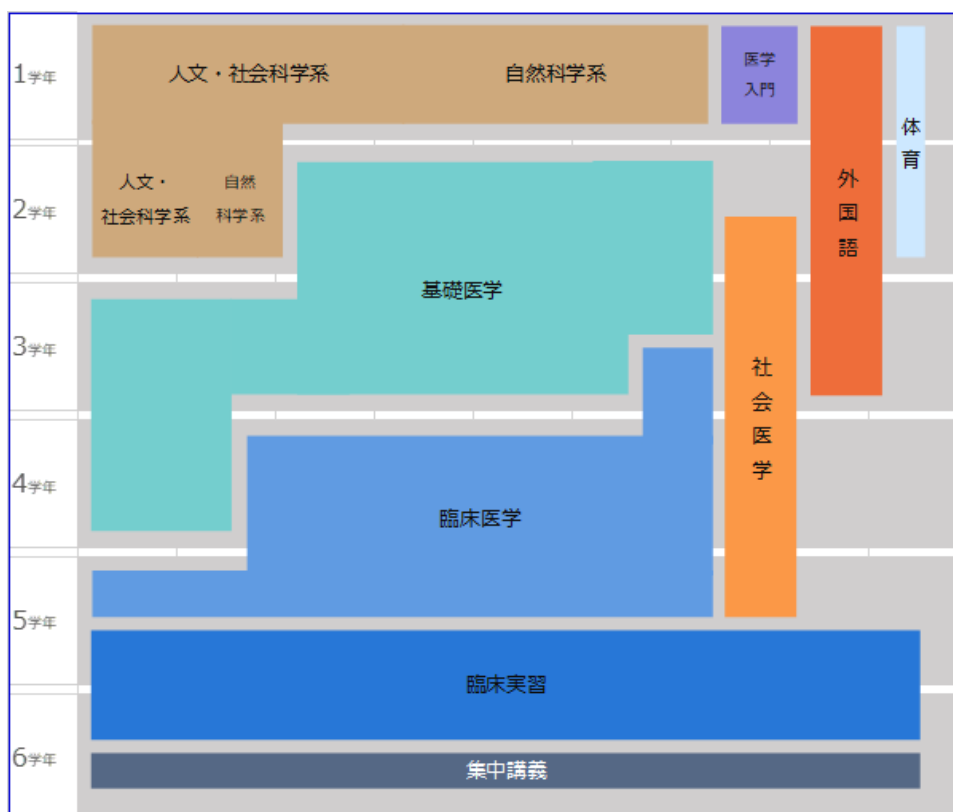 1学年
人文・社会科学系
自然科学系
医学
入門
外国語
体育
2学年
人文・
社会科学系
自然
科学系
基礎医学
3学年
社会医学
4学年
臨床医学
5学年
臨床実習
6学年
集中講義